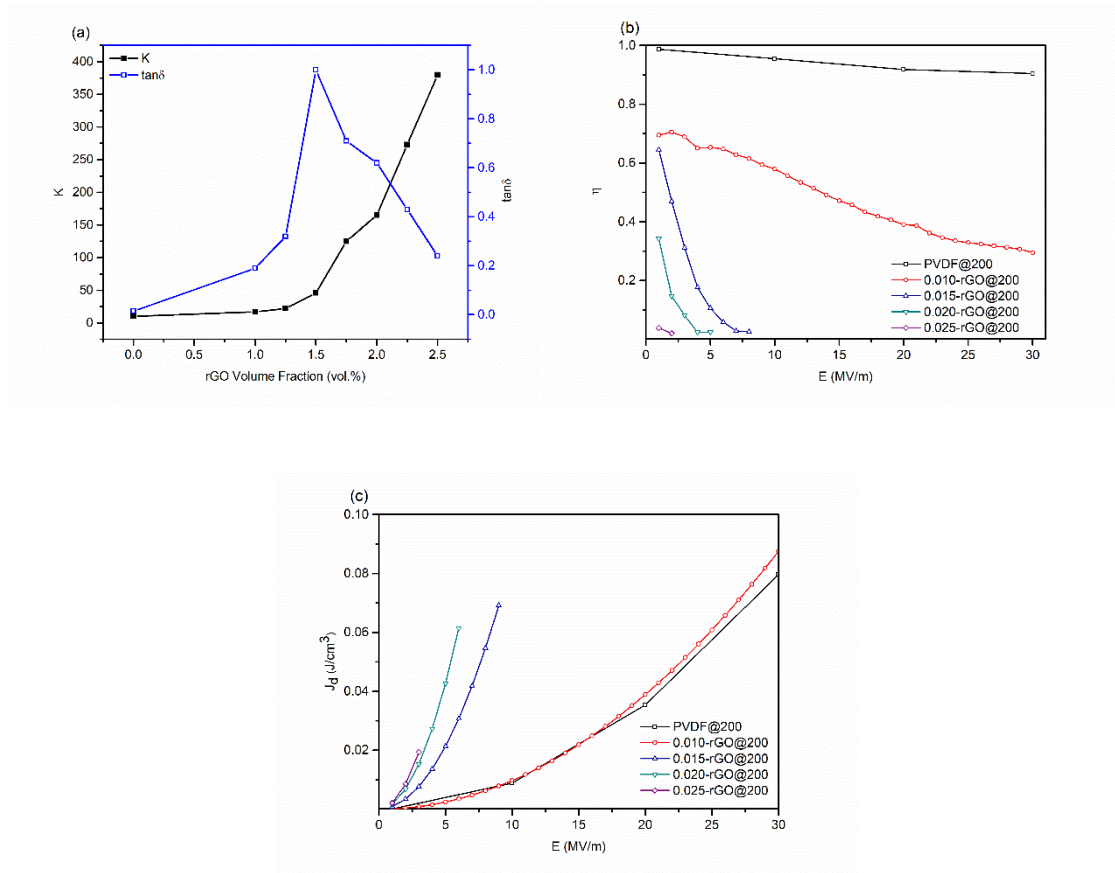 (a)
K
tanδ
400
350
300
250
200
150
100
50
0
K
1.0
0.8
0.6
0.4
0.2
0.0
tanδ
0.0 0.5 1.0 1.5 2.0 2.5
rGO Volume Fraction (vol.%)
(b)
1.0
0.8
0.6
0.4
0.2
η
PVDF@200
0.010-rGO@200
0.015-rGO@200
0.020-rGO@200
0.025-rGO@200
0 5 10 15 20 25 30
E (MV/m)
(c)
0.10
0.08
0.06
0.04
0.02
Jd (J/cm³)
PVDF@200
0.010-rGO@200
0.015-rGO@200
0.020-rGO@200
0.025-rGO@200
0 5 10 15 20 25 30
E (MV/m)